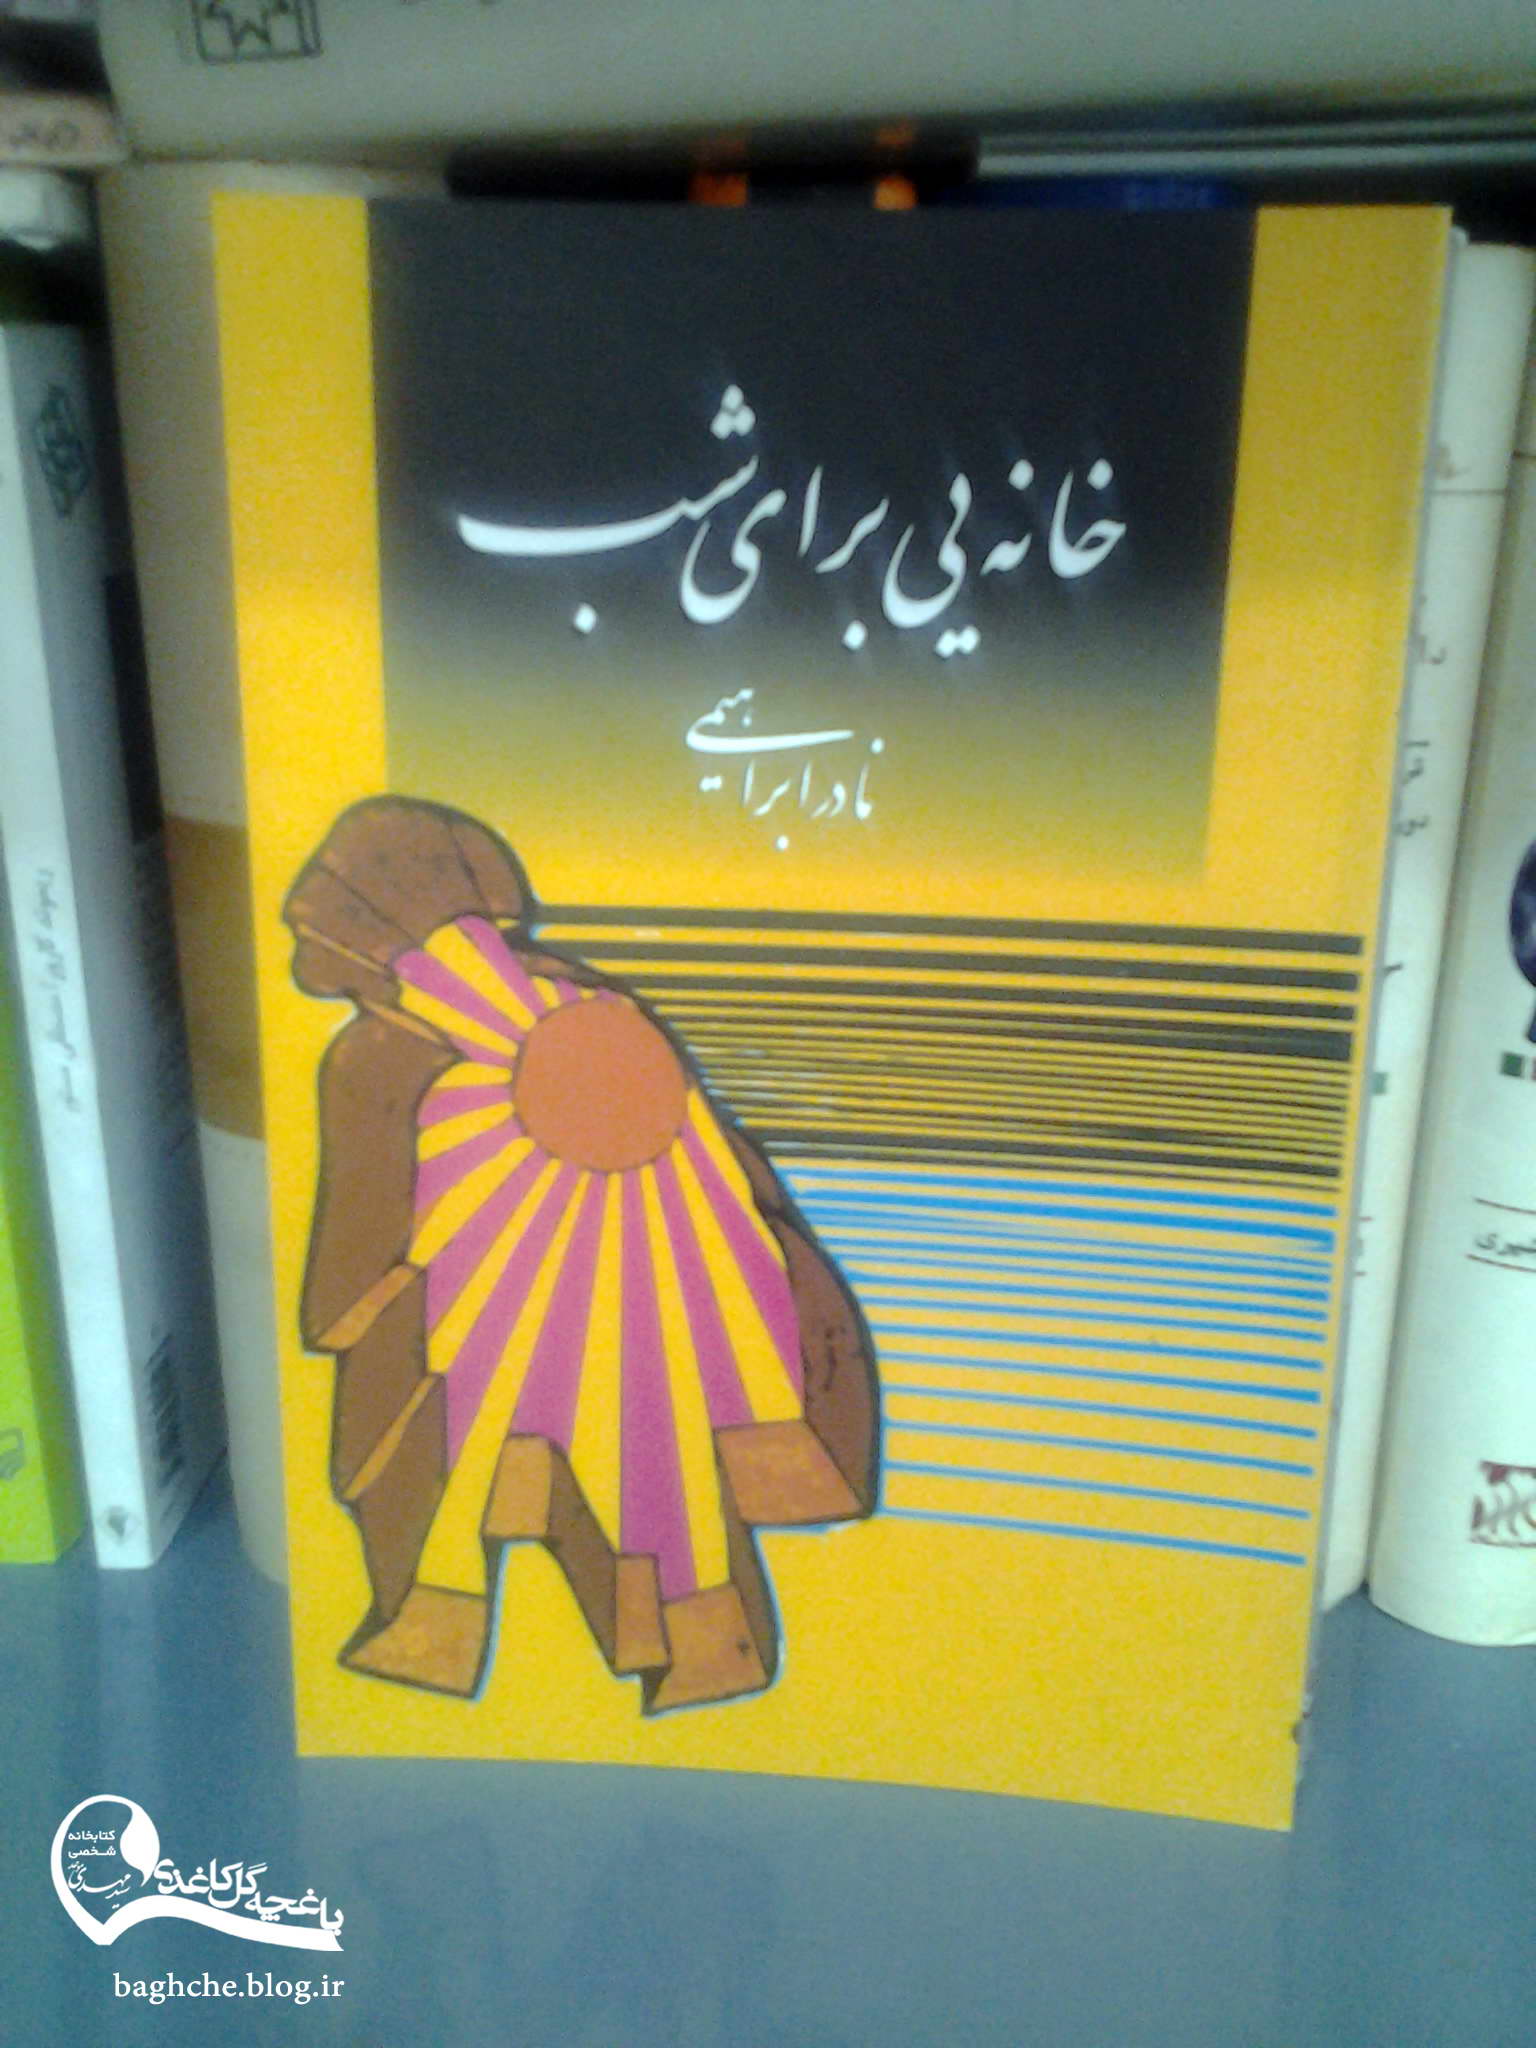 خانه یی برای شب
نادر ابراهیمی
کتابخانه
شخصی
باغچه گل کاغذی
baghche.blog.ir